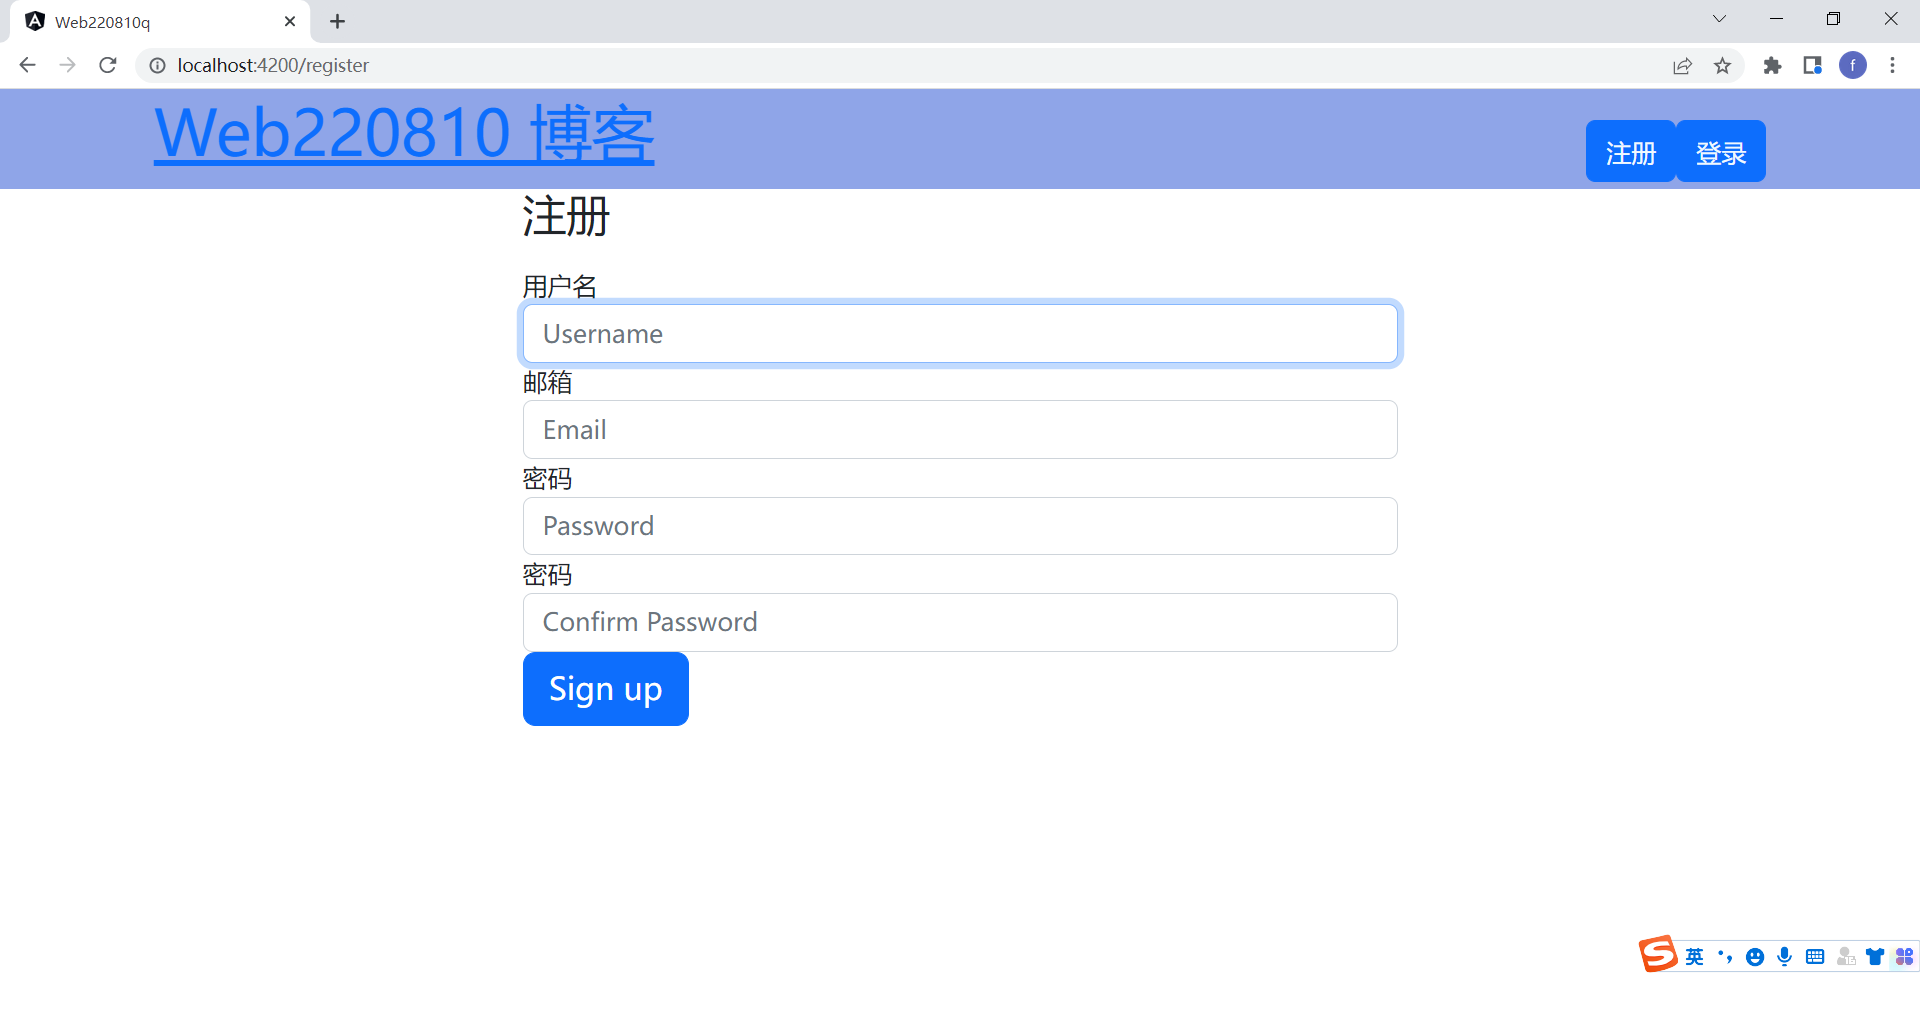 Web220810q
localhost:4200/register
Web220810 博客
注册 登录
注册
用户名
Username
邮箱
Email
密码
Password
密码
Confirm Password
Sign up
f
英